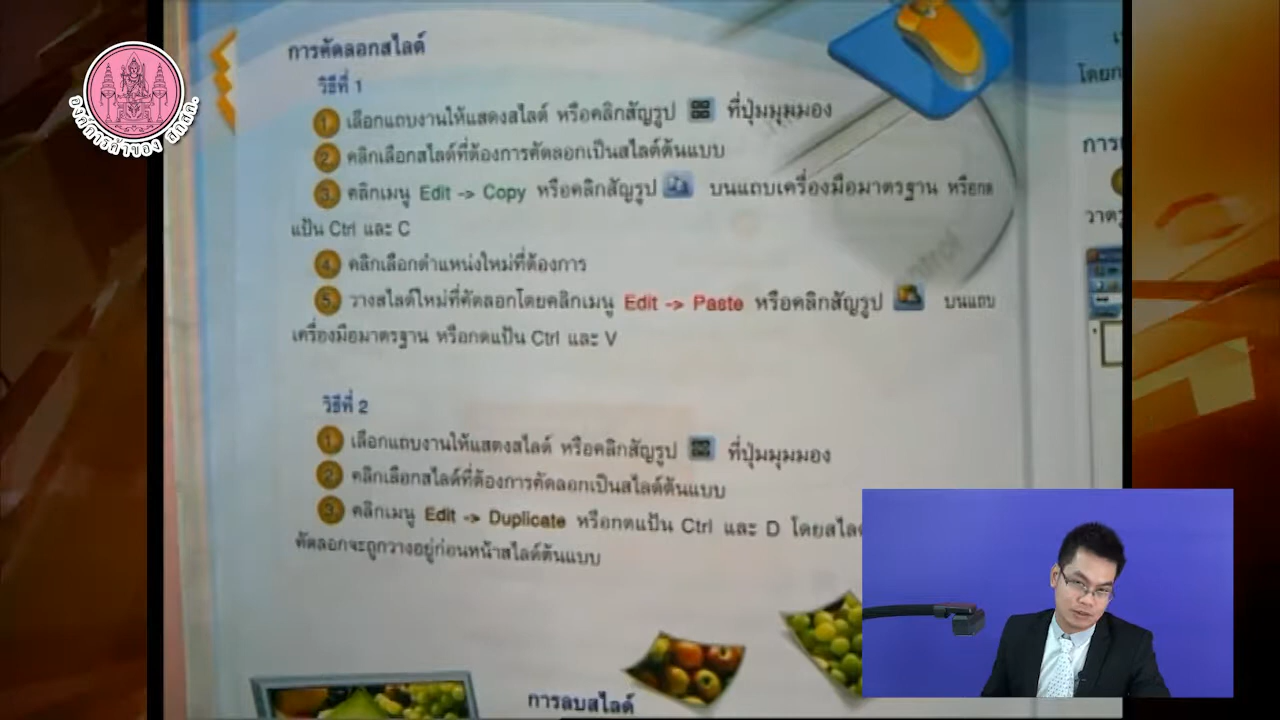 องค์การค้าของ สกสค.
การคัดลอกสไลด์
วิธีที่ 1
1. เลือกแถบงานให้แสดงสไลด์ หรือคลิกสัญรูป ที่ปุ่มมุมมอง
2. คลิกเลือกสไลด์ที่ต้องการคัดลอกเป็นสไลด์ต้นแบบ
3. คลิกเมนู Edit -> Copy หรือคลิกสัญรูป บนแถบเครื่องมือมาตรฐาน หรือกด
แป้น Ctrl และ C
4. คลิกเลือกตำแหน่งใหม่ที่ต้องการ
5. วางสไลด์ใหม่ที่คัดลอกโดยคลิกเมนู Edit -> Paste หรือคลิกสัญรูป บนแถบ
เครื่องมือมาตรฐาน หรือกดแป้น Ctrl และ V
วิธีที่ 2
1. เลือกแถบงานให้แสดงสไลด์ หรือคลิกสัญรูป ที่ปุ่มมุมมอง
2. คลิกเลือกสไลด์ที่ต้องการคัดลอกเป็นสไลด์ต้นแบบ
3. คลิกเมนู Edit -> Duplicate หรือกดแป้น Ctrl และ D โดยสไล
คัดลอกจะถูกวางอยู่ก่อนหน้าสไลด์ต้นแบบ
การลบสไลด์